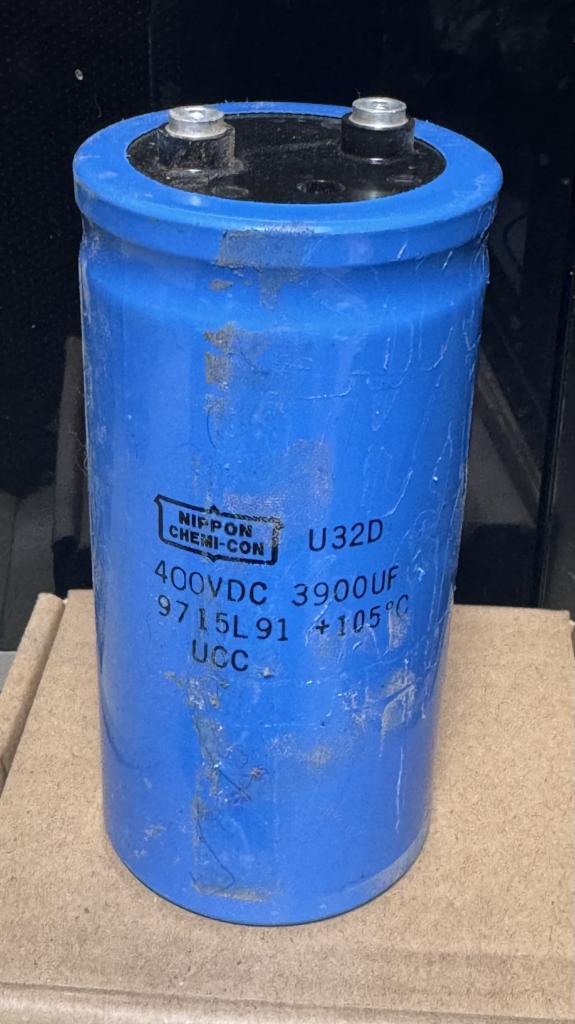 NIPPON
CHEMI-CON
U32D
400VDC 3900UF
9715L91 +105°C
UCC